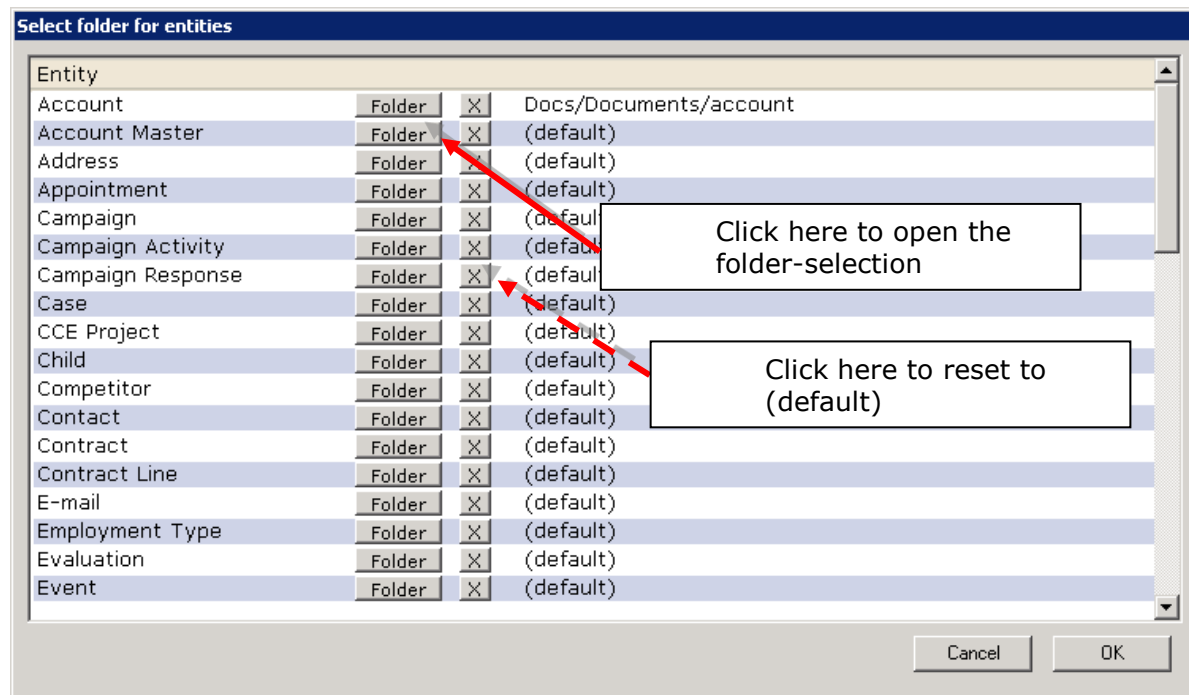 Select folder for entities
Entity
Account Folder X Docs/Documents/account
Account Master Folder X (default)
Address Folder X (default)
Appointment Folder X (default)
Campaign Folder X (defaul
Campaign Activity Folder X (defaul
Campaign Response Folder X (defaul
Click here to open the
folder-selection
Case Folder X (default)
CCE Project Folder X (default)
Child Folder X (default)
Competitor Folder X (default)
Contact Folder X (default)
Click here to reset to
(default)
Contract Folder X (default)
Contract Line Folder X (default)
E-mail Folder X (default)
Employment Type Folder X (default)
Evaluation Folder X (default)
Event Folder X (default)
Cancel OK